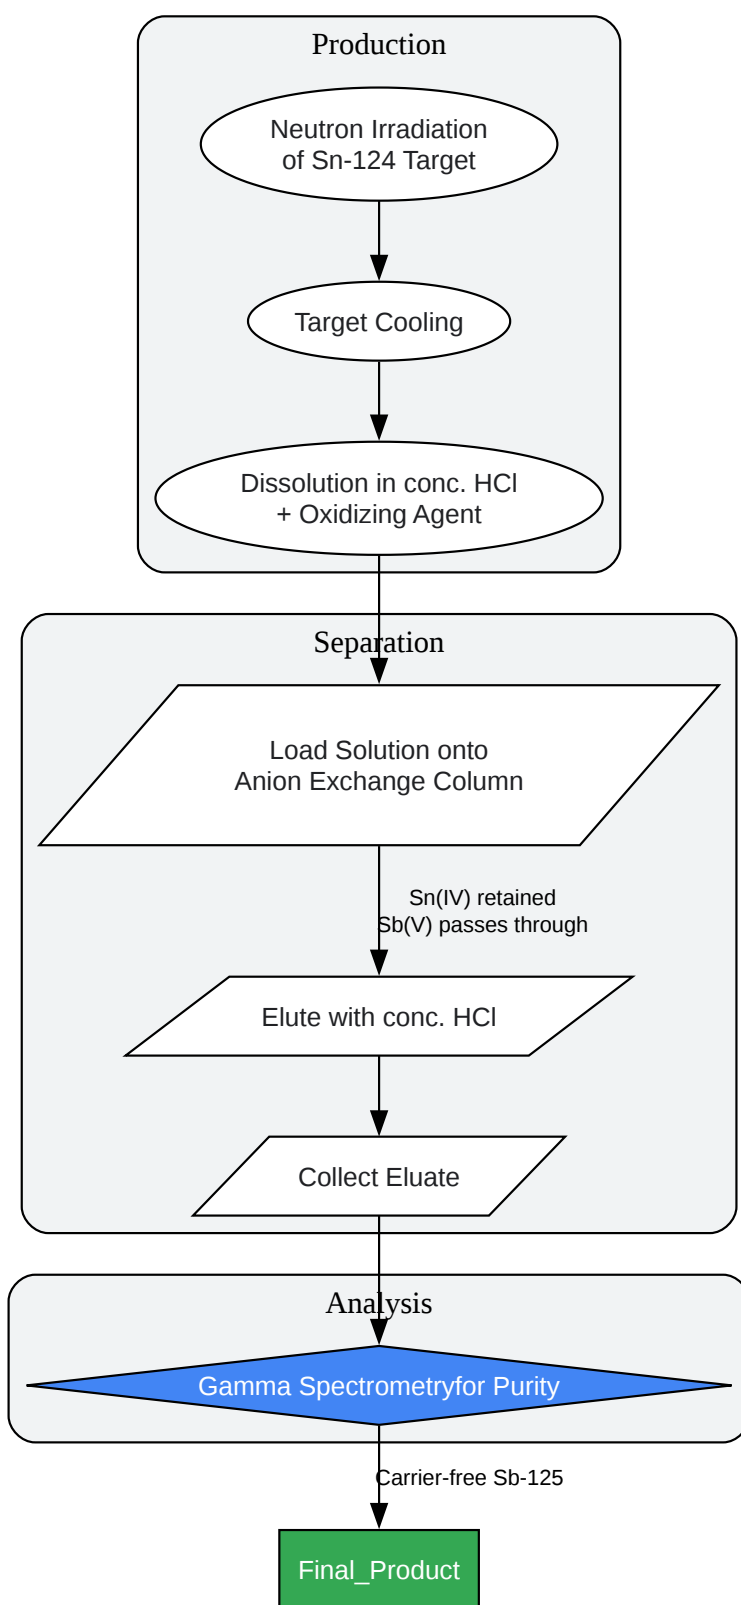 Production
Neutron Irradiation
of Sn-124 Target
Target Cooling
Dissolution in conc. HCl
+ Oxidizing Agent
Separation
Load Solution onto
Anion Exchange Column
Sn(IV) retained
Sb(V) passes through
Elute with conc. HCl
Collect Eluate
Analysis
Gamma Spectrometryfor Purity
Carrier-free Sb-125
Final_Product